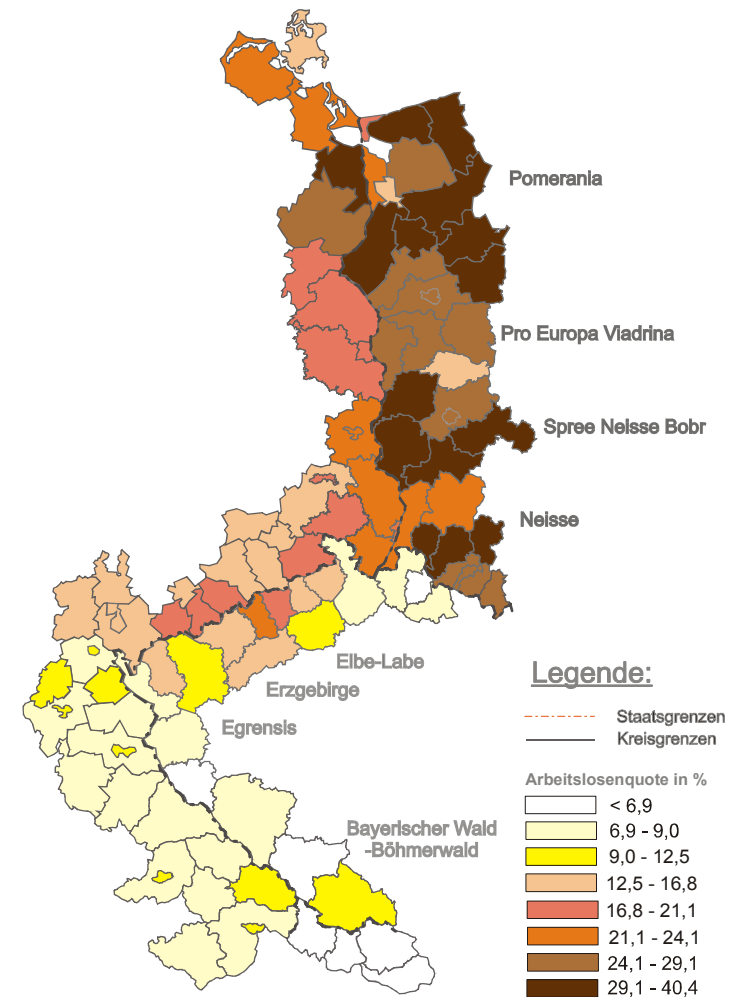 Pomerania
Pro Europa Viadrina
Spree Neisse Bobr
Neisse
Elbe-Labe
Erzgebirge
Egrensis
Bayerischer Wald
-Böhmerwald
Legende:
Staatsgrenzen
Kreisgrenzen
Arbeitslosenquote in %
< 6,9
6,9 - 9,0
9,0 - 12,5
12,5 - 16,8
16,8 - 21,1
21,1 - 24,1
24,1 - 29,1
29,1 - 40,4